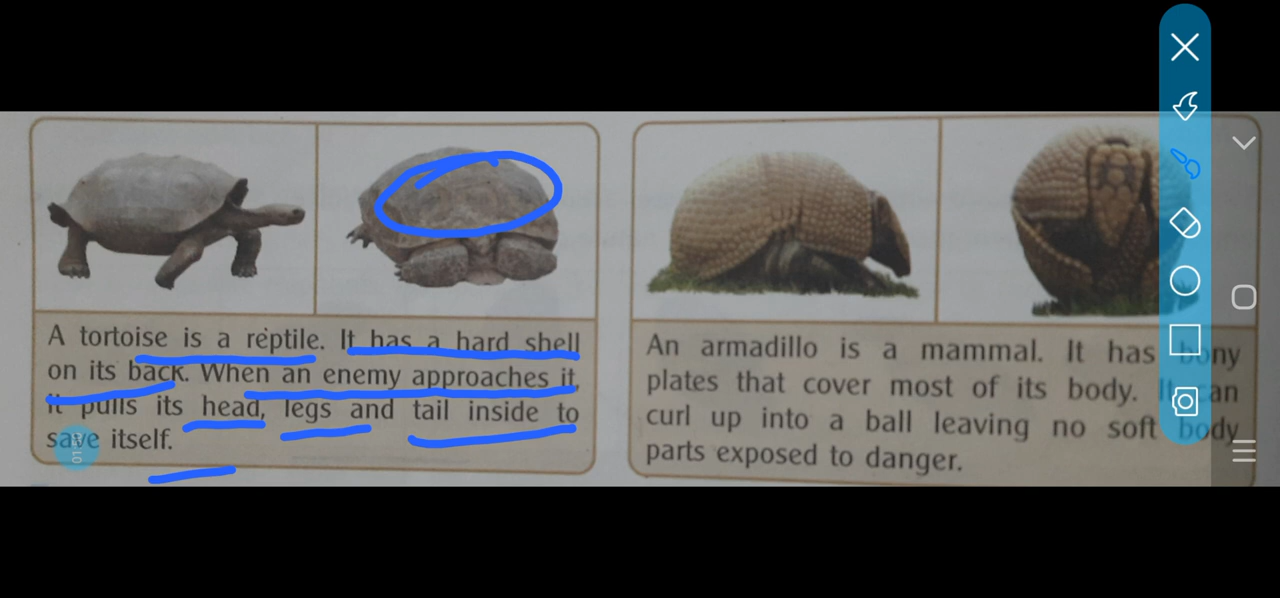 A tortoise is a reptile. It has a hard shell
on its back. When an enemy approaches it,
it pulls its head, legs and tail inside to
save itself.
An armadillo is a mammal. It has bony
plates that cover most of its body. It can
curl up into a ball leaving no soft body
parts exposed to danger.